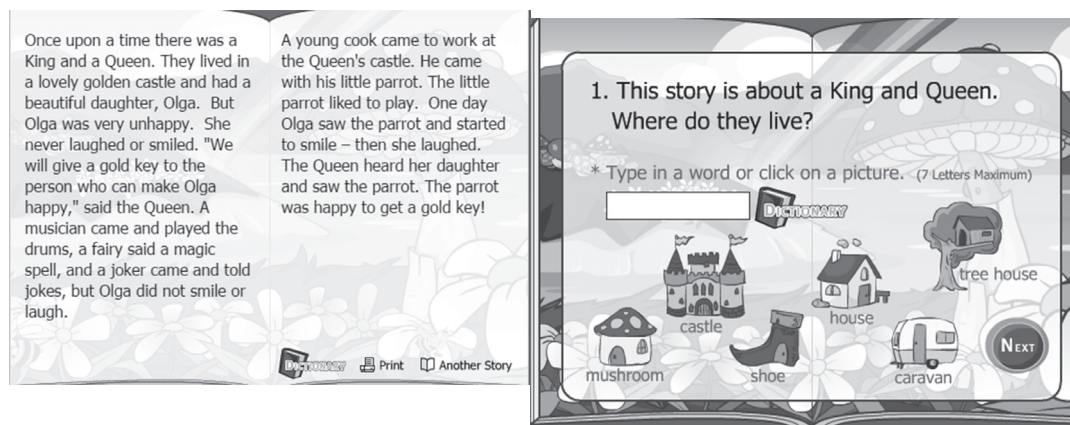 Once upon a time there was a
King and a Queen. They lived in
a lovely golden castle and had a
beautiful daughter, Olga.  But
Olga was very unhappy.  She
never laughed or smiled. "We
will give a gold key to the
person who can make Olga
happy," said the Queen. A
musician came and played the
drums, a fairy said a magic
spell, and a joker came and told
jokes, but Olga did not smile or
laugh.
A young cook came to work at
the Queen's castle. He came
with his little parrot. The little
parrot liked to play.  One day
Olga saw the parrot and started
to smile – then she laughed.
The Queen heard her daughter
and saw the parrot. The parrot
was happy to get a gold key!
DICTIONARY
Print
Another Story
1. This story is about a King and Queen.
Where do they live?
* Type in a word or click on a picture. (7 Letters Maximum)
DICTIONARY
tree house
castle
house
mushroom
shoe
caravan
NEXT